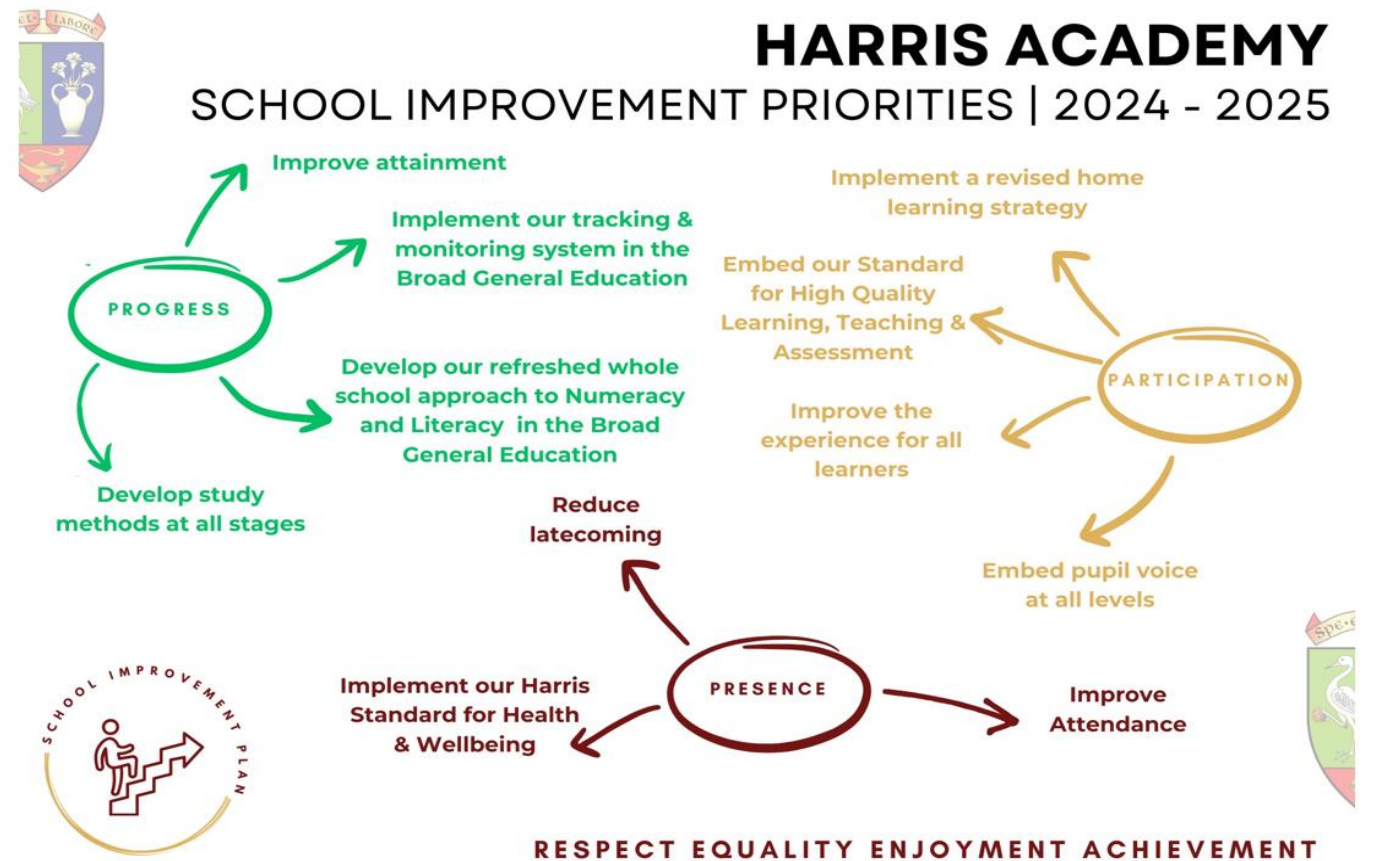 ET LABORE
HARRIS ACADEMY
SCHOOL IMPROVEMENT PRIORITIES | 2024 - 2025
PROGRESS
Improve attainment
Implement our tracking &
monitoring system in the
Broad General Education
Develop our refreshed whole
school approach to Numeracy
and Literacy in the Broad
General Education
Develop study
methods at all stages
PARTICIPATION
Implement a revised home
learning strategy
Embed our Standard
for High Quality
Learning, Teaching &
Assessment
Improve the
experience for all
learners
Embed pupil voice
at all levels
PRESENCE
Reduce
latecoming
Implement our Harris
Standard for Health
& Wellbeing
Improve
Attendance
SCHOOL IMPROVEMENT PLAN
SPE
RESPECT EQUALITY ENJOYMENT ACHIEVEMENT